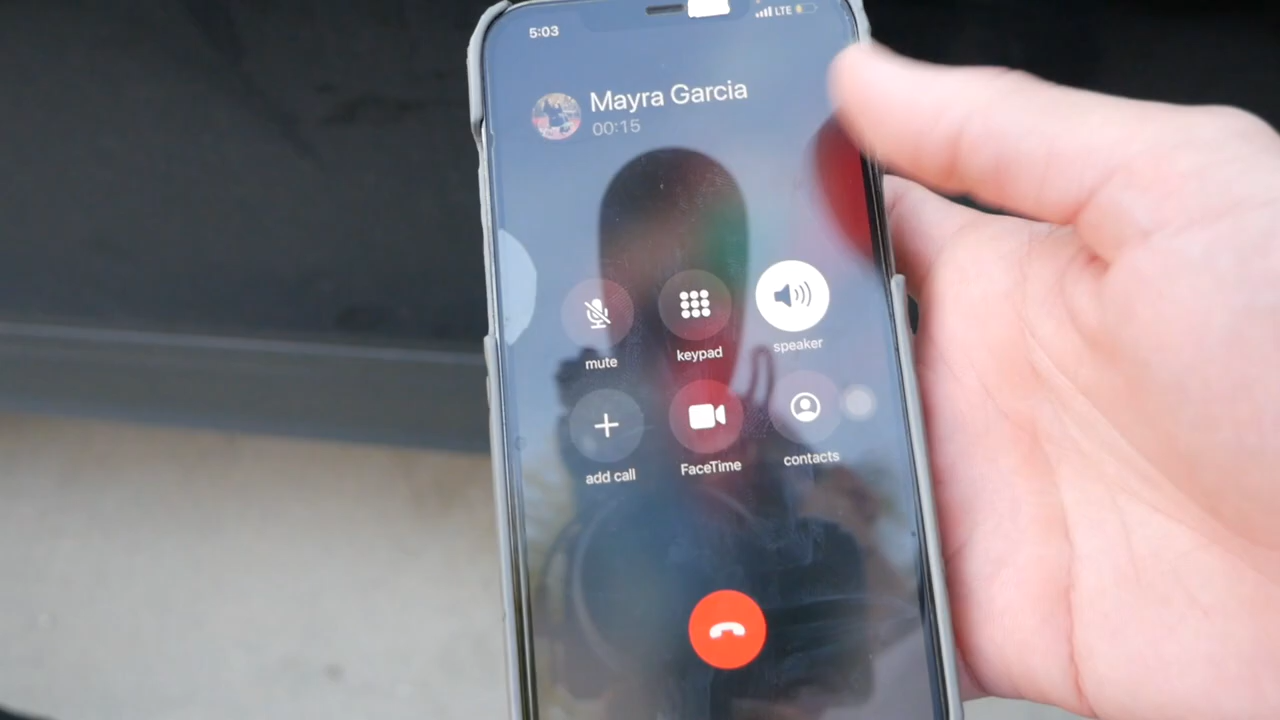 5:03
LTE
Mayra Garcia
00:15
mute
keypad
speaker
add call
FaceTime
contacts